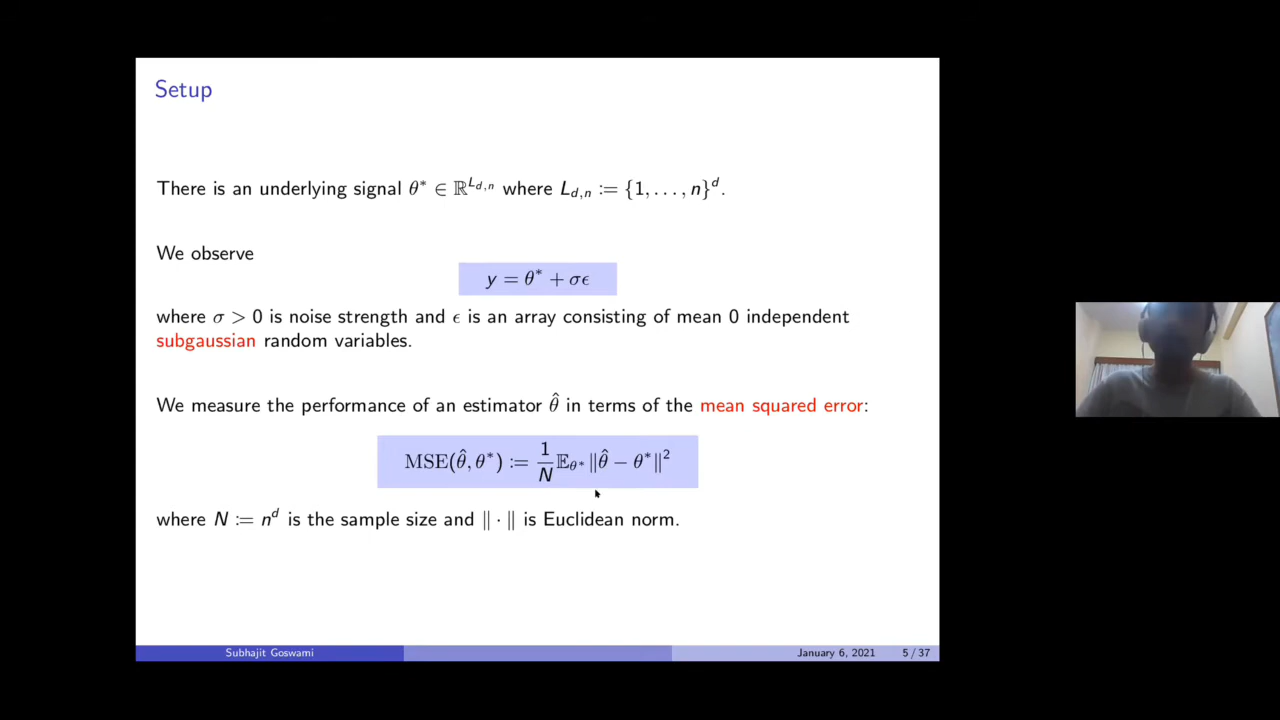 Setup
There is an underlying signal θ* ∈ ℝ^{L_{d,n}} where L_{d,n} := {1, . . . , n}^d.
We observe
y = θ* + σϵ
where σ > 0 is noise strength and ϵ is an array consisting of mean 0 independent
subgaussian random variables.
We measure the performance of an estimator θ̂ in terms of the mean squared error:
MSE(θ̂, θ*) := \frac{1}{N} 𝔼_{θ*} ‖θ̂ − θ*‖²
where N := n^d is the sample size and ‖ · ‖ is Euclidean norm.
Subhajit Goswami January 6, 2021 5 / 37